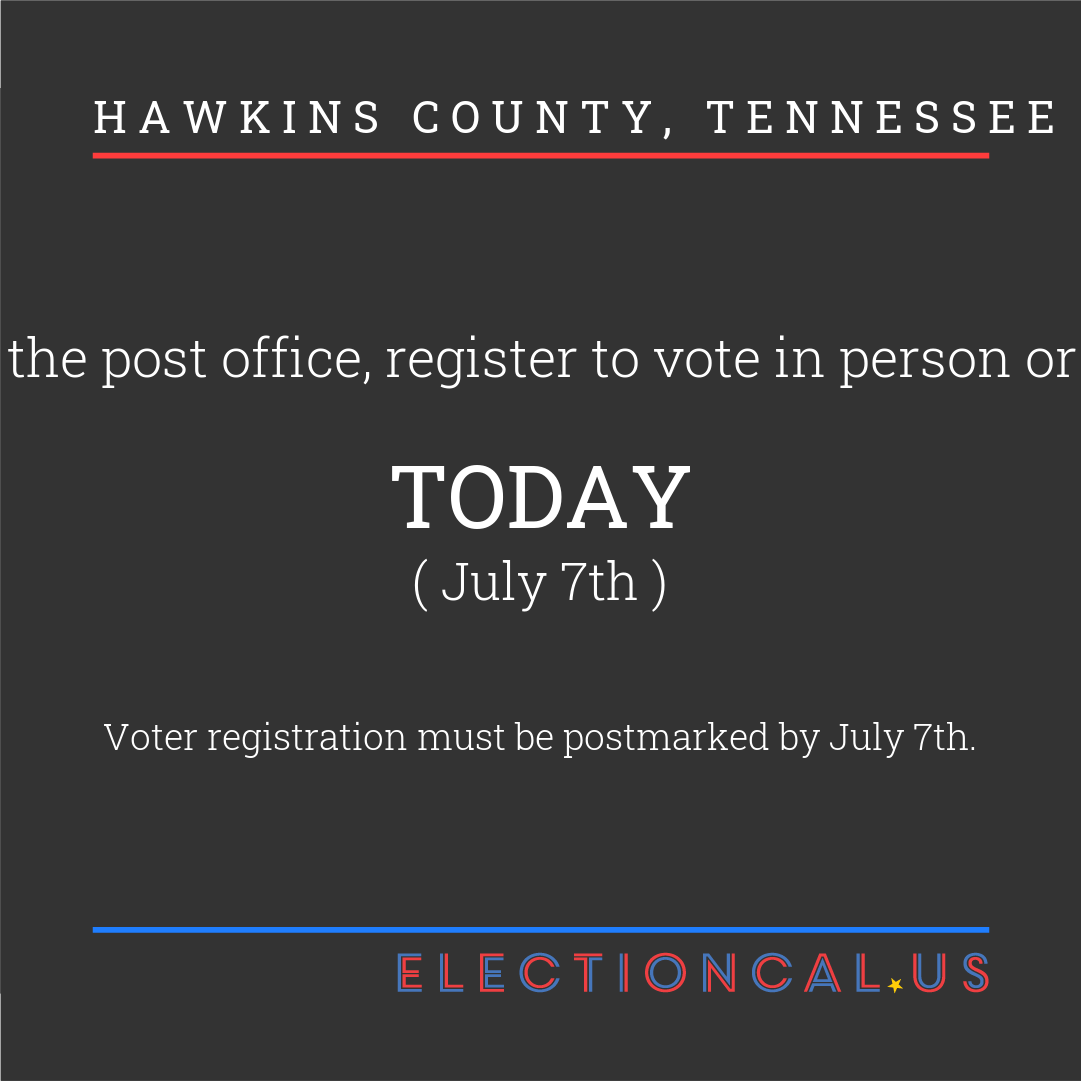 HAWKINS COUNTY, TENNESSEE
the post office, register to vote in person or
TODAY
( July 7th )
Voter registration must be postmarked by July 7th.
ELECTIONCAL.US